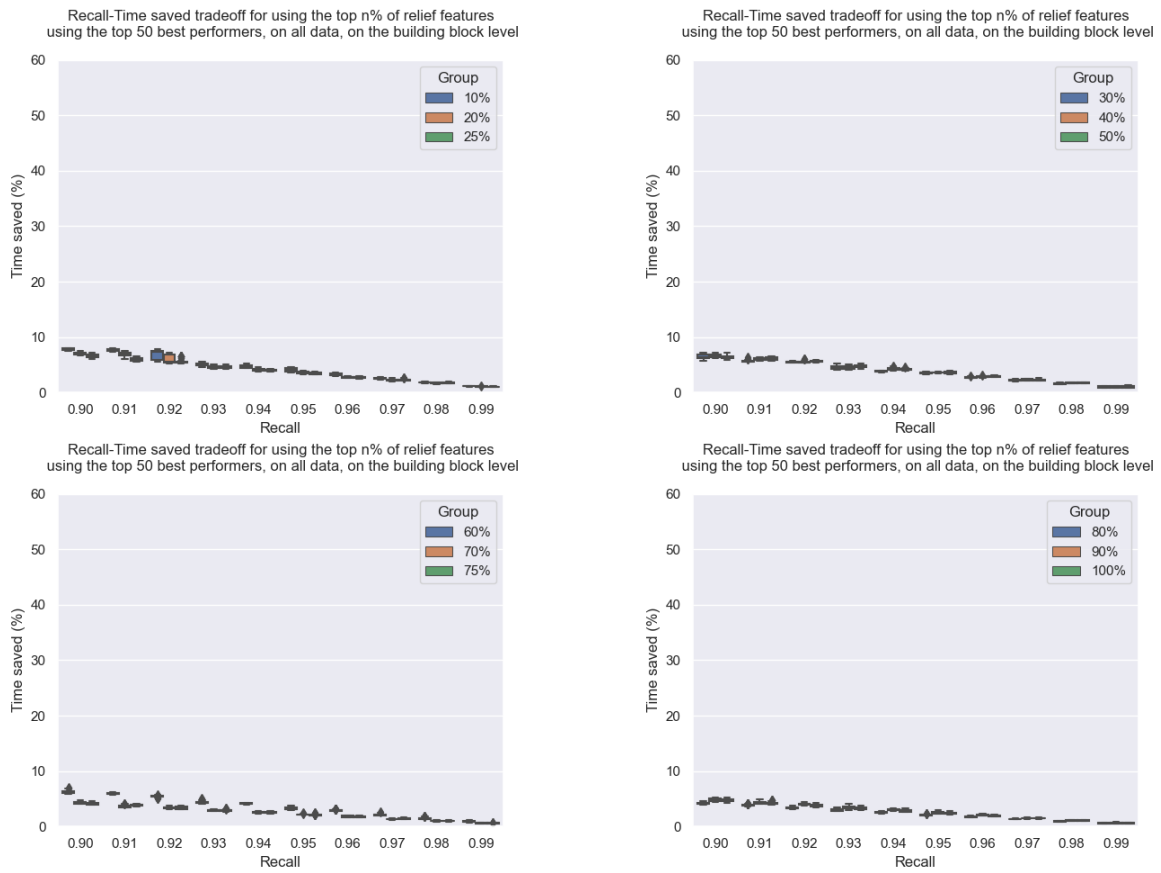 Recall-Time saved tradeoff for using the top n% of relief features
using the top 50 best performers, on all data, on the building block level
60
50
40
30
20
10
0
Time saved (%)
Group
10%
20%
25%
0.90 0.91 0.92 0.93 0.94 0.95 0.96 0.97 0.98 0.99
Recall
Recall-Time saved tradeoff for using the top n% of relief features
using the top 50 best performers, on all data, on the building block level
60
50
40
30
20
10
0
Time saved (%)
Group
30%
40%
50%
0.90 0.91 0.92 0.93 0.94 0.95 0.96 0.97 0.98 0.99
Recall
Recall-Time saved tradeoff for using the top n% of relief features
using the top 50 best performers, on all data, on the building block level
60
50
40
30
20
10
0
Time saved (%)
Group
60%
70%
75%
0.90 0.91 0.92 0.93 0.94 0.95 0.96 0.97 0.98 0.99
Recall
Recall-Time saved tradeoff for using the top n% of relief features
using the top 50 best performers, on all data, on the building block level
60
50
40
30
20
10
0
Time saved (%)
Group
80%
90%
100%
0.90 0.91 0.92 0.93 0.94 0.95 0.96 0.97 0.98 0.99
Recall